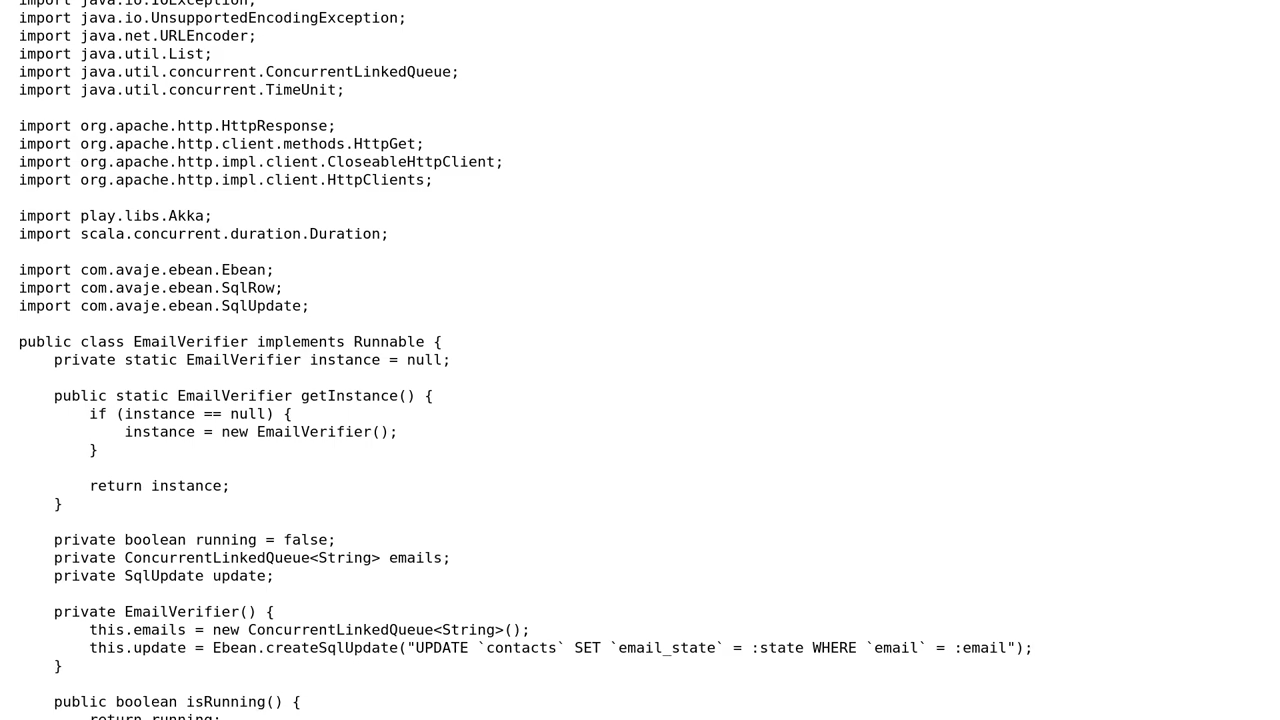 import java.io.IOException;
import java.io.UnsupportedEncodingException;
import java.net.URLEncoder;
import java.util.List;
import java.util.concurrent.ConcurrentLinkedQueue;
import java.util.concurrent.TimeUnit;

import org.apache.http.HttpResponse;
import org.apache.http.client.methods.HttpGet;
import org.apache.http.impl.client.CloseableHttpClient;
import org.apache.http.impl.client.HttpClients;

import play.libs.Akka;
import scala.concurrent.duration.Duration;

import com.avaje.ebean.Ebean;
import com.avaje.ebean.SqlRow;
import com.avaje.ebean.SqlUpdate;

public class EmailVerifier implements Runnable {
    private static EmailVerifier instance = null;

    public static EmailVerifier getInstance() {
        if (instance == null) {
            instance = new EmailVerifier();
        }

        return instance;
    }

    private boolean running = false;
    private ConcurrentLinkedQueue<String> emails;
    private SqlUpdate update;

    private EmailVerifier() {
        this.emails = new ConcurrentLinkedQueue<String>();
        this.update = Ebean.createSqlUpdate("UPDATE `contacts` SET `email_state` = :state WHERE `email` = :email");
    }

    public boolean isRunning() {
        return running;